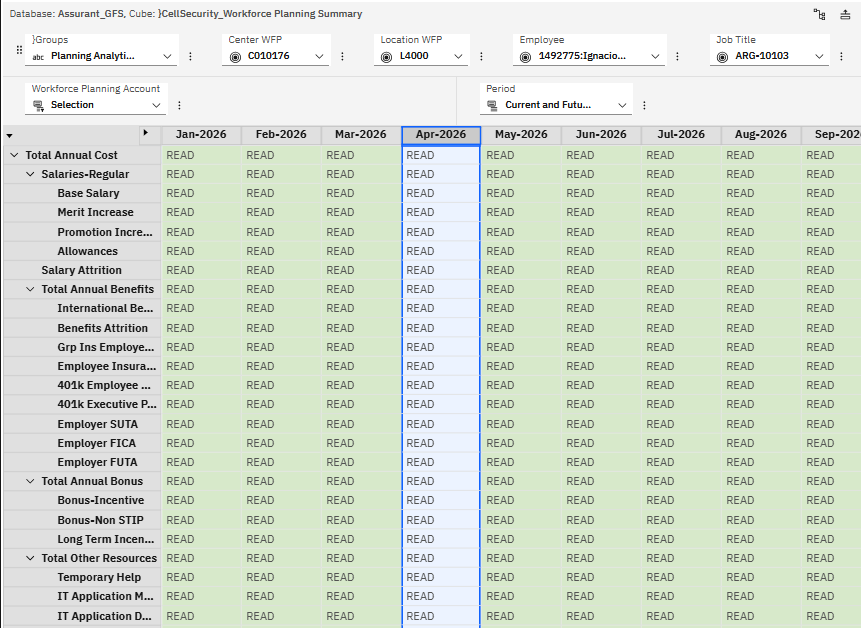 Database: Assurant_GFS, Cube: }CellSecurity_Workforce Planning Summary
}Groups Center WFP Location WFP Employee Job Title
abc Planning Analyti... C010176 L4000 1492775:Ignacio... ARG-10103
Workforce Planning Account Period
Selection Current and Futu...
Jan-2026 Feb-2026 Mar-2026 Apr-2026 May-2026 Jun-2026 Jul-2026 Aug-2026 Sep-202
Total Annual Cost READ READ READ READ READ READ READ READ READ
Salaries-Regular READ READ READ READ READ READ READ READ READ
Base Salary READ READ READ READ READ READ READ READ READ
Merit Increase READ READ READ READ READ READ READ READ READ
Promotion Incre... READ READ READ READ READ READ READ READ READ
Allowances READ READ READ READ READ READ READ READ READ
Salary Attrition READ READ READ READ READ READ READ READ READ
Total Annual Benefits READ READ READ READ READ READ READ READ READ
International Be... READ READ READ READ READ READ READ READ READ
Benefits Attrition READ READ READ READ READ READ READ READ READ
Grp Ins Employe... READ READ READ READ READ READ READ READ READ
Employee Insura... READ READ READ READ READ READ READ READ READ
401k Employee ... READ READ READ READ READ READ READ READ READ
401k Executive P... READ READ READ READ READ READ READ READ READ
Employer SUTA READ READ READ READ READ READ READ READ READ
Employer FICA READ READ READ READ READ READ READ READ READ
Employer FUTA READ READ READ READ READ READ READ READ READ
Total Annual Bonus READ READ READ READ READ READ READ READ READ
Bonus-Incentive READ READ READ READ READ READ READ READ READ
Bonus-Non STIP READ READ READ READ READ READ READ READ READ
Long Term Incen... READ READ READ READ READ READ READ READ READ
Total Other Resources READ READ READ READ READ READ READ READ READ
Temporary Help READ READ READ READ READ READ READ READ READ
IT Application M... READ READ READ READ READ READ READ READ READ
IT Application D... READ READ READ READ READ READ READ READ READ